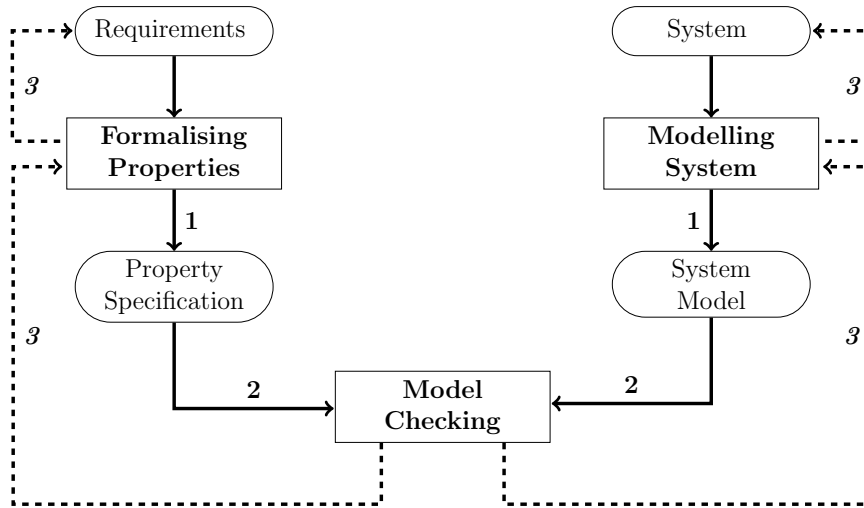 Requirements
System
3
3
Formalising
Properties
Modelling
System
1
1
Property
Specification
System
Model
3
3
2
2
Model
Checking